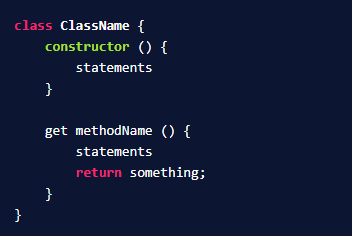 class ClassName {
    constructor () {
        statements
    }

    get methodName () {
        statements
        return something;
    }
}